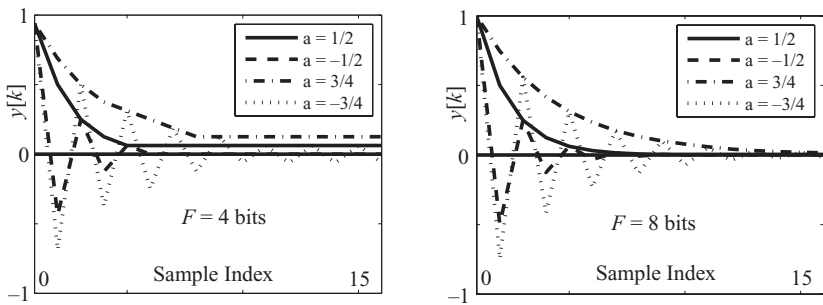 1
y[k]
0
−1
a = 1/2
a = −1/2
a = 3/4
a = −3/4
F = 4 bits
Sample Index
0
15
1
y[k]
0
−1
a = 1/2
a = −1/2
a = 3/4
a = −3/4
F = 8 bits
Sample Index
0
15